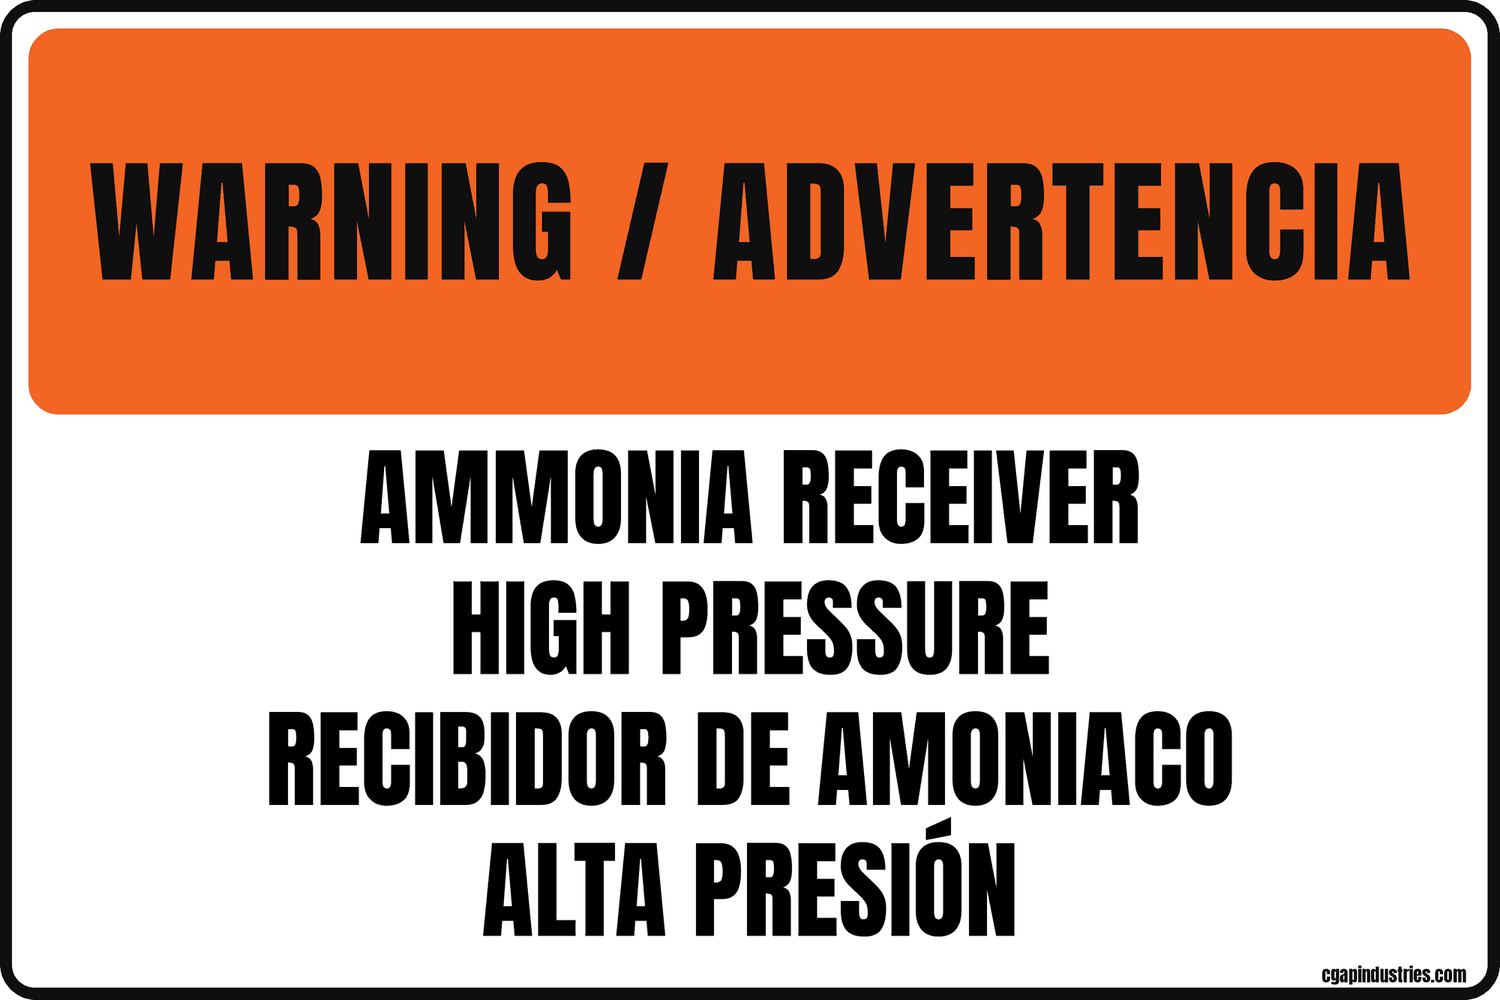 WARNING / ADVERTENCIA
AMMONIA RECEIVER
HIGH PRESSURE
RECIBIDOR DE AMONIACO
ALTA PRESIÓN
cgapindustries.com